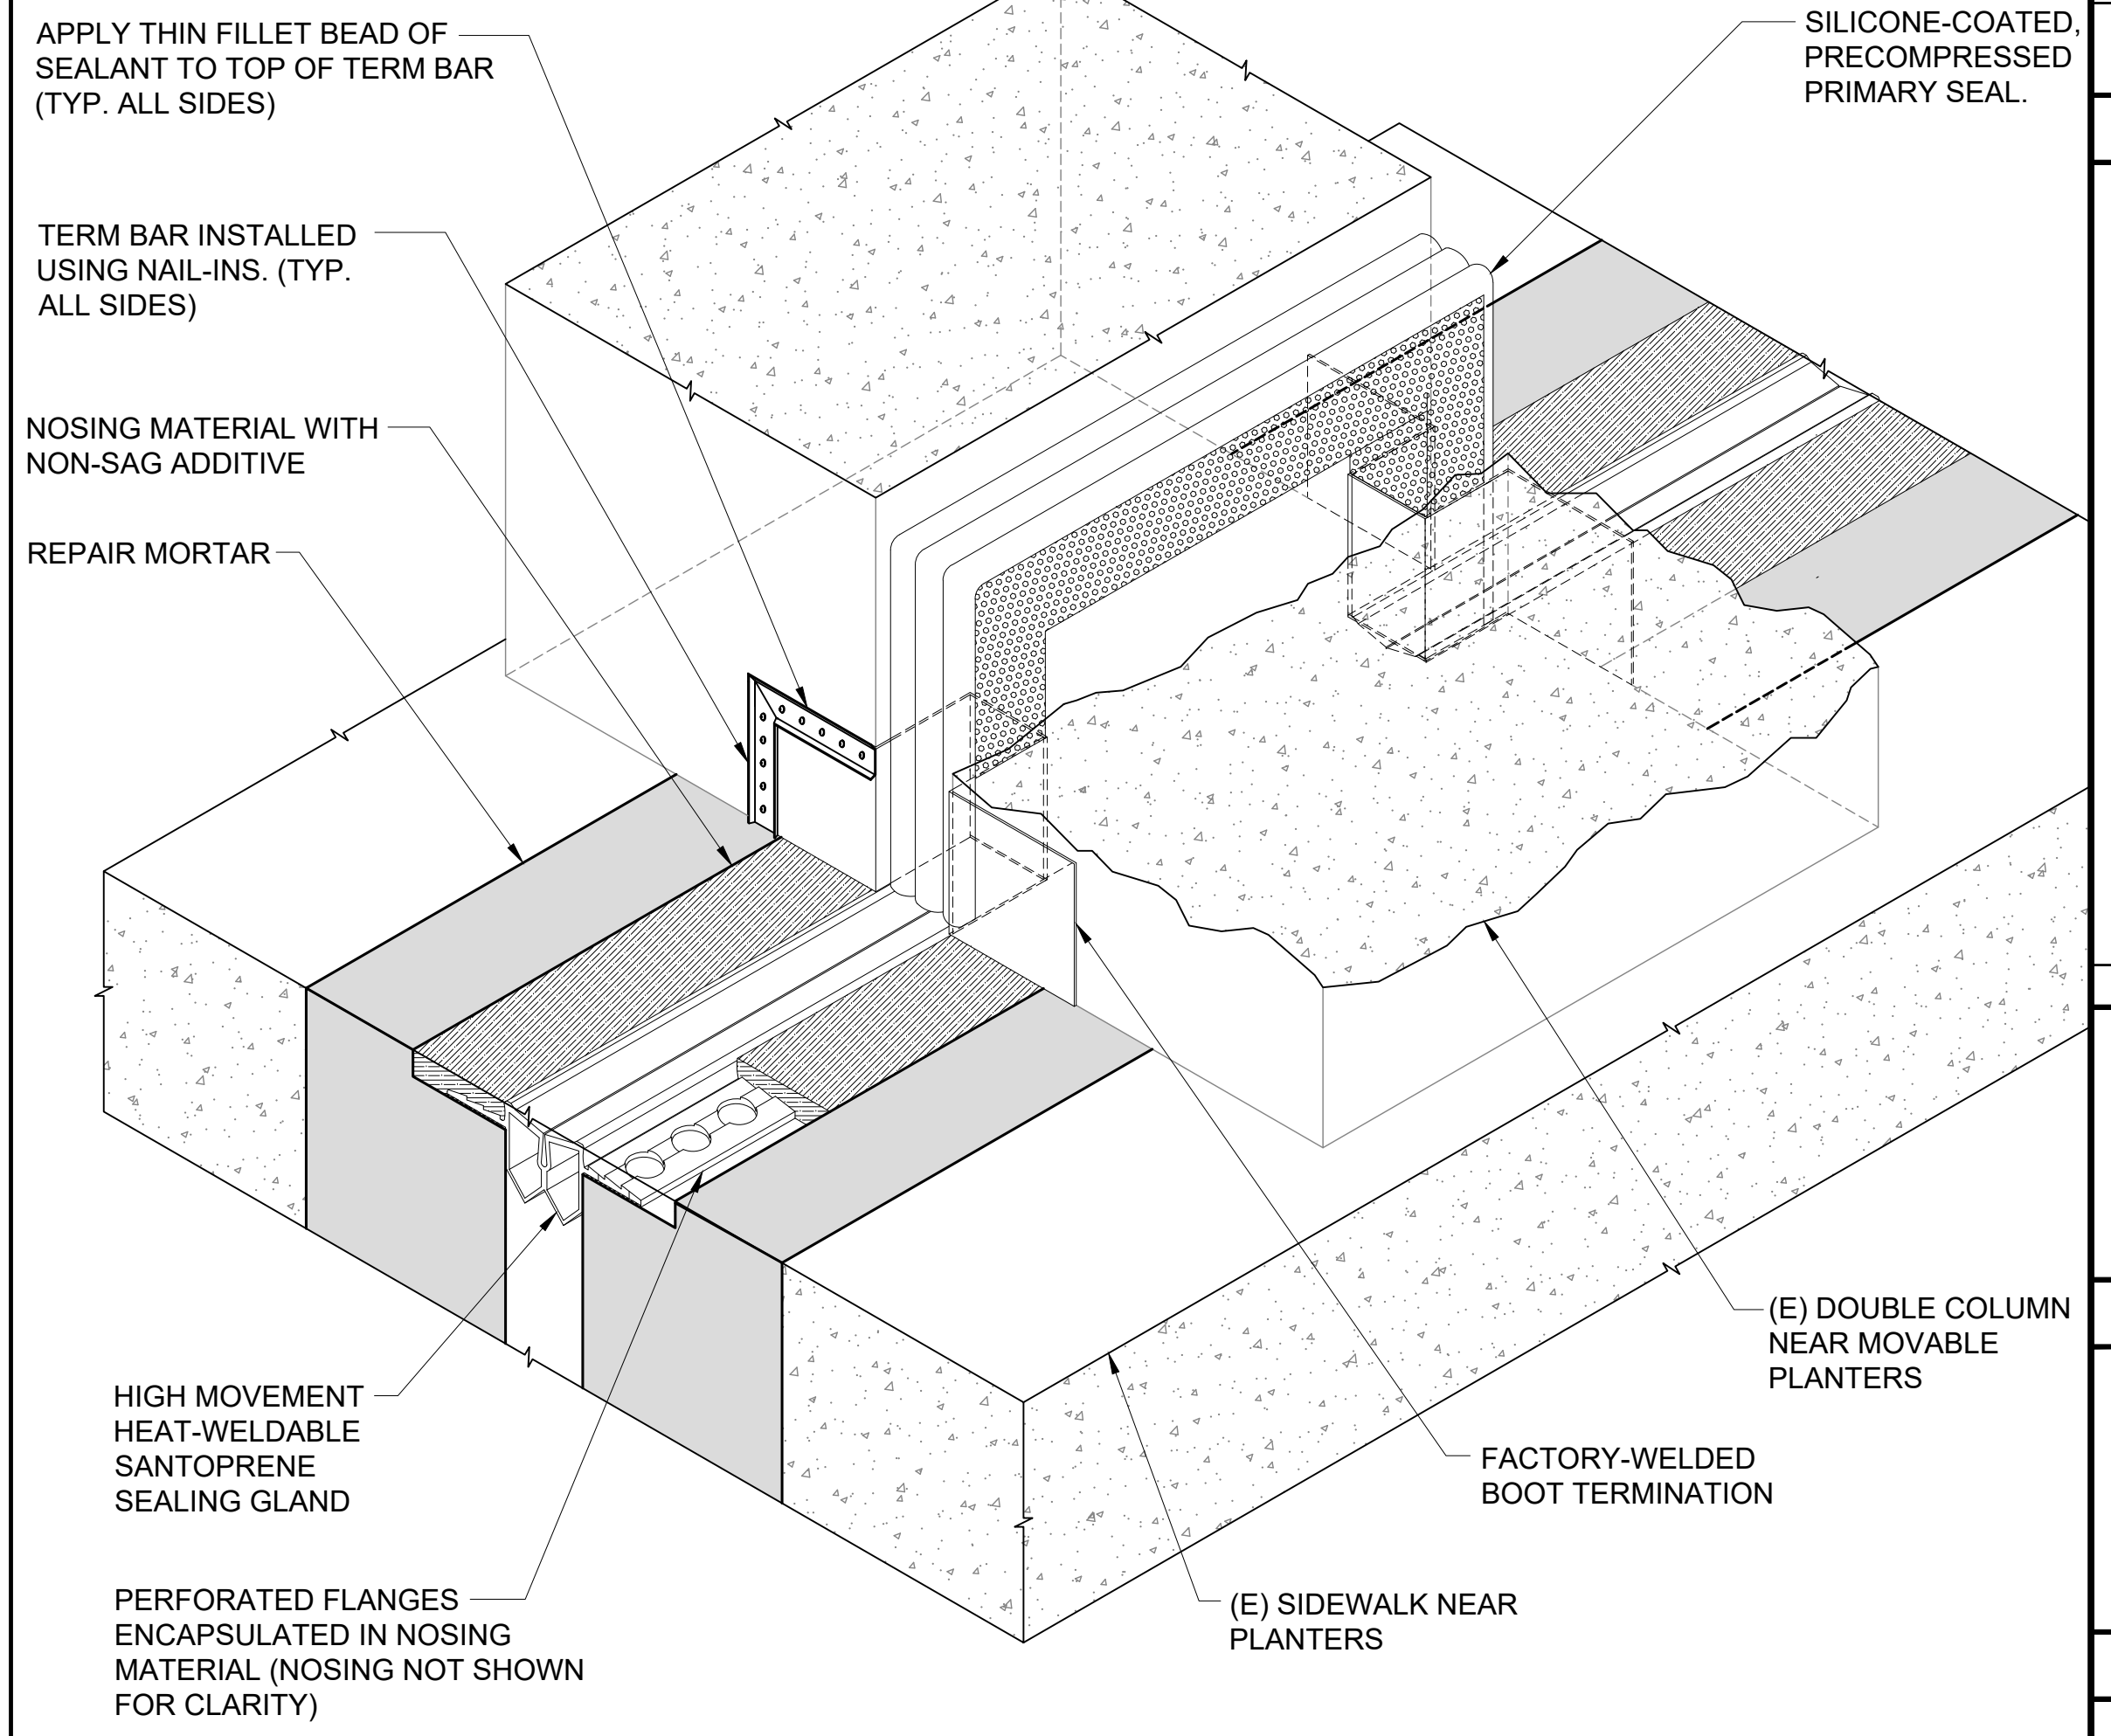 APPLY THIN FILLET BEAD OF
SEALANT TO TOP OF TERM BAR
(TYP. ALL SIDES)
SILICONE-COATED,
PRECOMPRESSED
PRIMARY SEAL.
TERM BAR INSTALLED
USING NAIL-INS. (TYP.
ALL SIDES)
NOSING MATERIAL WITH
NON-SAG ADDITIVE
REPAIR MORTAR
HIGH MOVEMENT
HEAT-WELDABLE
SANTOPRENE
SEALING GLAND
PERFORATED FLANGES
ENCAPSULATED IN NOSING
MATERIAL (NOSING NOT SHOWN
FOR CLARITY)
(E) DOUBLE COLUMN
NEAR MOVABLE
PLANTERS
FACTORY-WELDED
BOOT TERMINATION
(E) SIDEWALK NEAR
PLANTERS